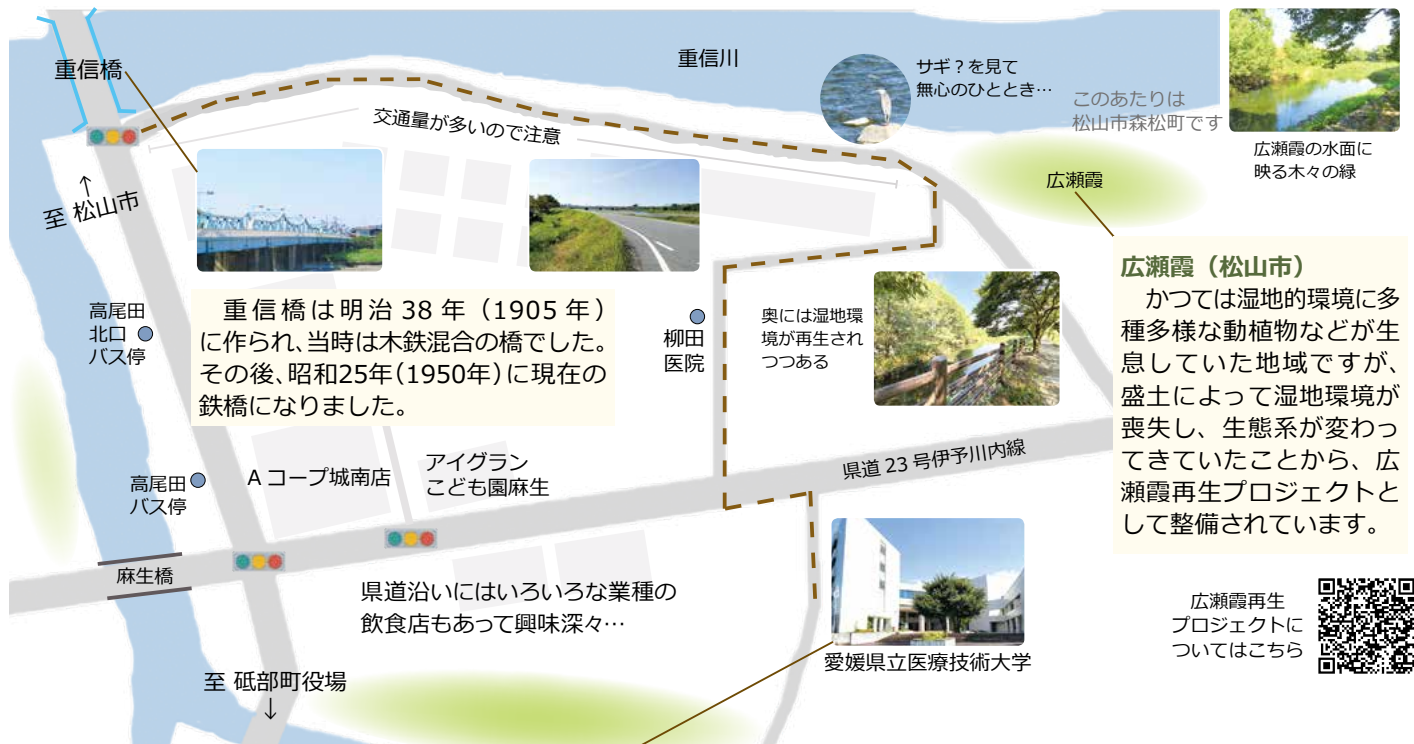 重信橋
重信川
サギ？を見て
無心のひととき…
このあたりは
松山市森松町です
広瀬霞の水面に
映る木々の緑
交通量が多いので注意
↑
至 松山市
広瀬霞
広瀬霞（松山市）
かつては湿地的環境に多
種多様な動植物などが生
息していた地域ですが、
盛土によって湿地環境が
喪失し、生態系が変わっ
てきていたことから、広
瀬霞再生プロジェクトと
して整備されています。
重信橋は明治 38 年（1905 年）
に作られ、当時は木鉄混合の橋でした。
その後、昭和25年（1950年）に現在の
鉄橋になりました。
高尾田
北口
バス停
柳田
医院
奥には湿地環
境が再生され
つつある
高尾田
バス停
A コープ城南店
アイグラン
こども園麻生
県道 23 号伊予川内線
麻生橋
県道沿いにはいろいろな業種の
飲食店もあって興味深々…
愛媛県立医療技術大学
広瀬霞再生
プロジェクトに
ついてはこちら
至 砥部町役場
↓